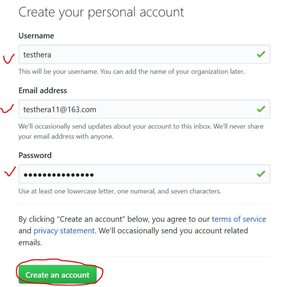 Create your personal account
Username
testhera
This will be your username. You can add the name of your organization later.
Email address
testhera11@163.com
We'll occasionally send updates about your account to this inbox. We'll never share
your email address with anyone.
Password
●●●●●●●●●●●●●●●
Use at least one lowercase letter, one numeral, and seven characters.
By clicking "Create an account" below, you agree to our terms of service
and privacy statement. We'll occasionally send you account related
emails.
Create an account